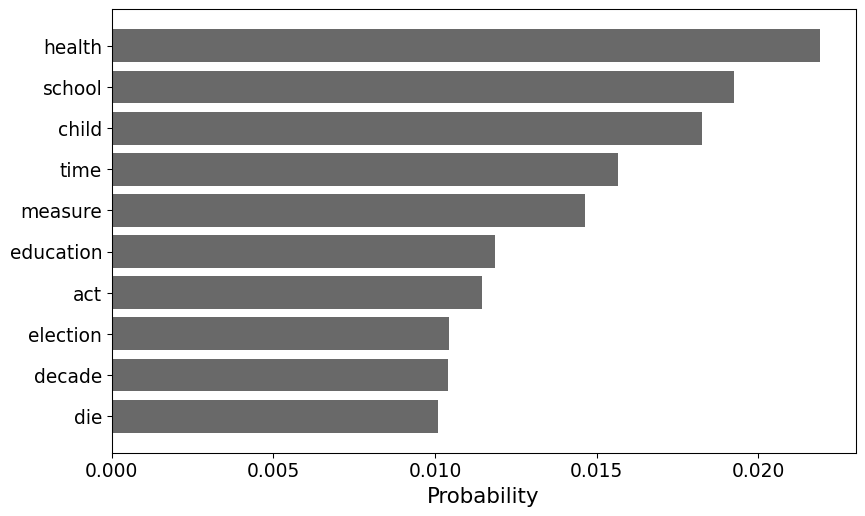 health
school
child
time
measure
education
act
election
decade
die
0.000 0.005 0.010 0.015 0.020
Probability